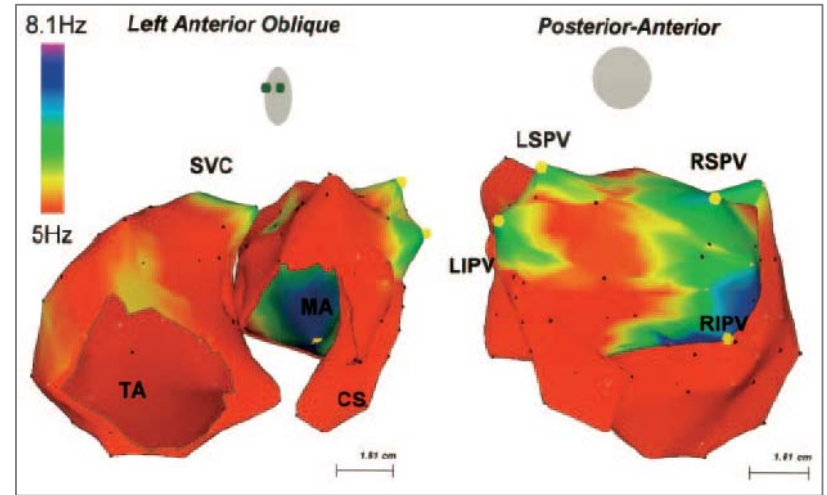 8.1Hz
Left Anterior Oblique
Posterior-Anterior
LSPV
RSPV
SVC
5Hz
LIPV
MA
RIPV
TA
CS
1.81 cm
1.81 cm